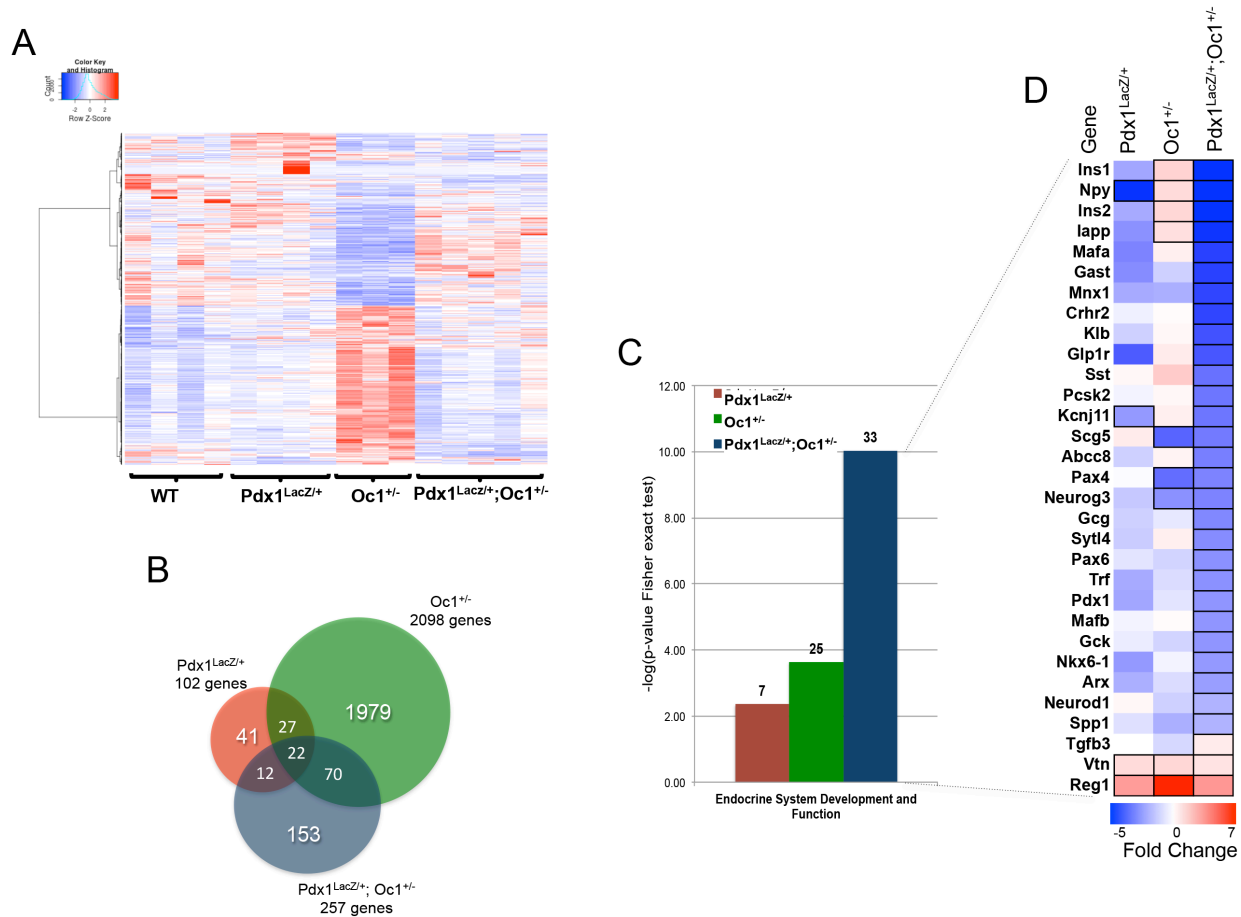 A
Color Key
and Histogram
Count
-2 0 2
Row Z-Score
WT
Pdx1LacZ/+
Oc1+/-
Pdx1Lacz/+;Oc1+/-
B
Oc1+/-
2098 genes
Pdx1LacZ/+
102 genes
1979
41
27
22
12
70
153
Pdx1LacZ/+; Oc1+/-
257 genes
C
-log(p-value Fisher exact test)
12.00
10.00
8.00
6.00
4.00
2.00
0.00
Pdx1LacZ/+
Oc1+/-
Pdx1Lacz/+;Oc1+/-
7
25
33
Endocrine System Development and
Function
D
Gene
Pdx1LacZ/+
Oc1+/-
Pdx1LacZ/+;Oc1+/-
Ins1
Npy
Ins2
Iapp
Mafa
Gast
Mnx1
Crhr2
Klb
Glp1r
Sst
Pcsk2
Kcnj11
Scg5
Abcc8
Pax4
Neurog3
Gcg
Sytl4
Pax6
Trf
Pdx1
Mafb
Gck
Nkx6-1
Arx
Neurod1
Spp1
Tgfb3
Vtn
Reg1
-5 0 7
Fold Change